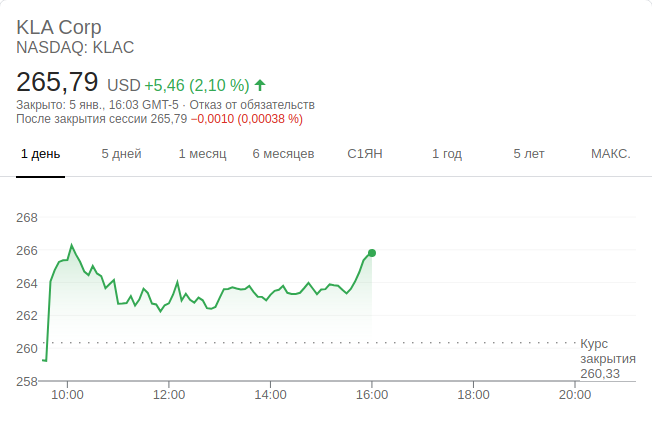 KLA Corp
NASDAQ: KLAC
265,79 USD +5,46 (2,10 %)
Закрыто: 5 янв., 16:03 GMT-5 · Отказ от обязательств
После закрытия сессии 265,79 −0,0010 (0,00038 %)
1 день 5 дней 1 месяц 6 месяцев С1ЯН 1 год 5 лет МАКС.
268
266
264
262
260
258
Курс
закрытия
260,33
10:00 12:00 14:00 16:00 18:00 20:00